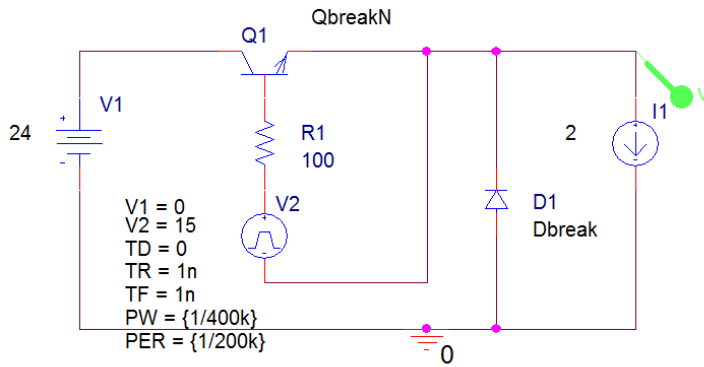 QbreakN
Q1
V1
24
+
-
R1
100
V2
+
-
V1 = 0
V2 = 15
TD = 0
TR = 1n
TF = 1n
PW = {1/400k}
PER = {1/200k}
D1
Dbreak
I1
2
+
-
V
0